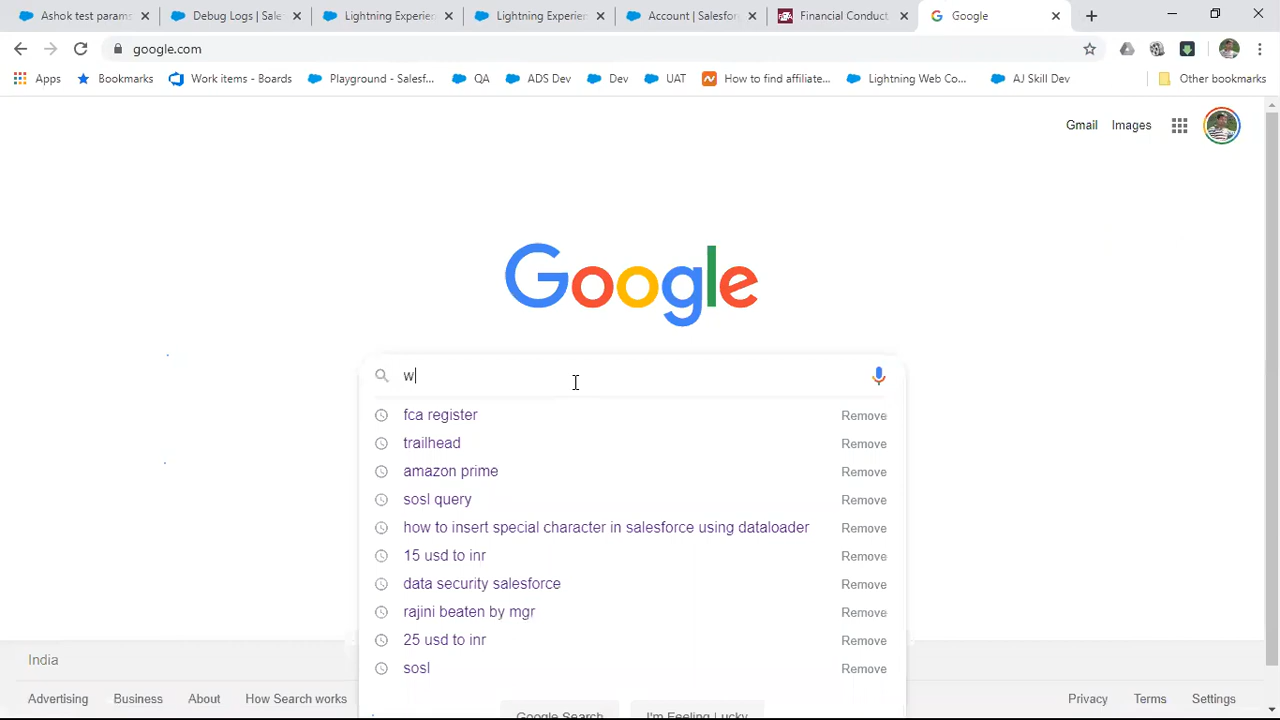 Ashok test params Debug Logs | Sale Lightning Experien Lightning Experien Account | Salesfor Financial Conduct Google
google.com
Apps Bookmarks Work items - Boards Playground - Salesf... QA ADS Dev Dev UAT How to find affiliate... Lightning Web Co... AJ Skill Dev Other bookmarks
Gmail Images
Google
w
fca register Remove
trailhead Remove
amazon prime Remove
sosl query Remove
how to insert special character in salesforce using dataloader Remove
15 usd to inr Remove
data security salesforce Remove
rajini beaten by mgr Remove
25 usd to inr Remove
sosl Remove
India
Advertising Business About How Search works Google Search I'm Feeling Lucky Privacy Terms Settings